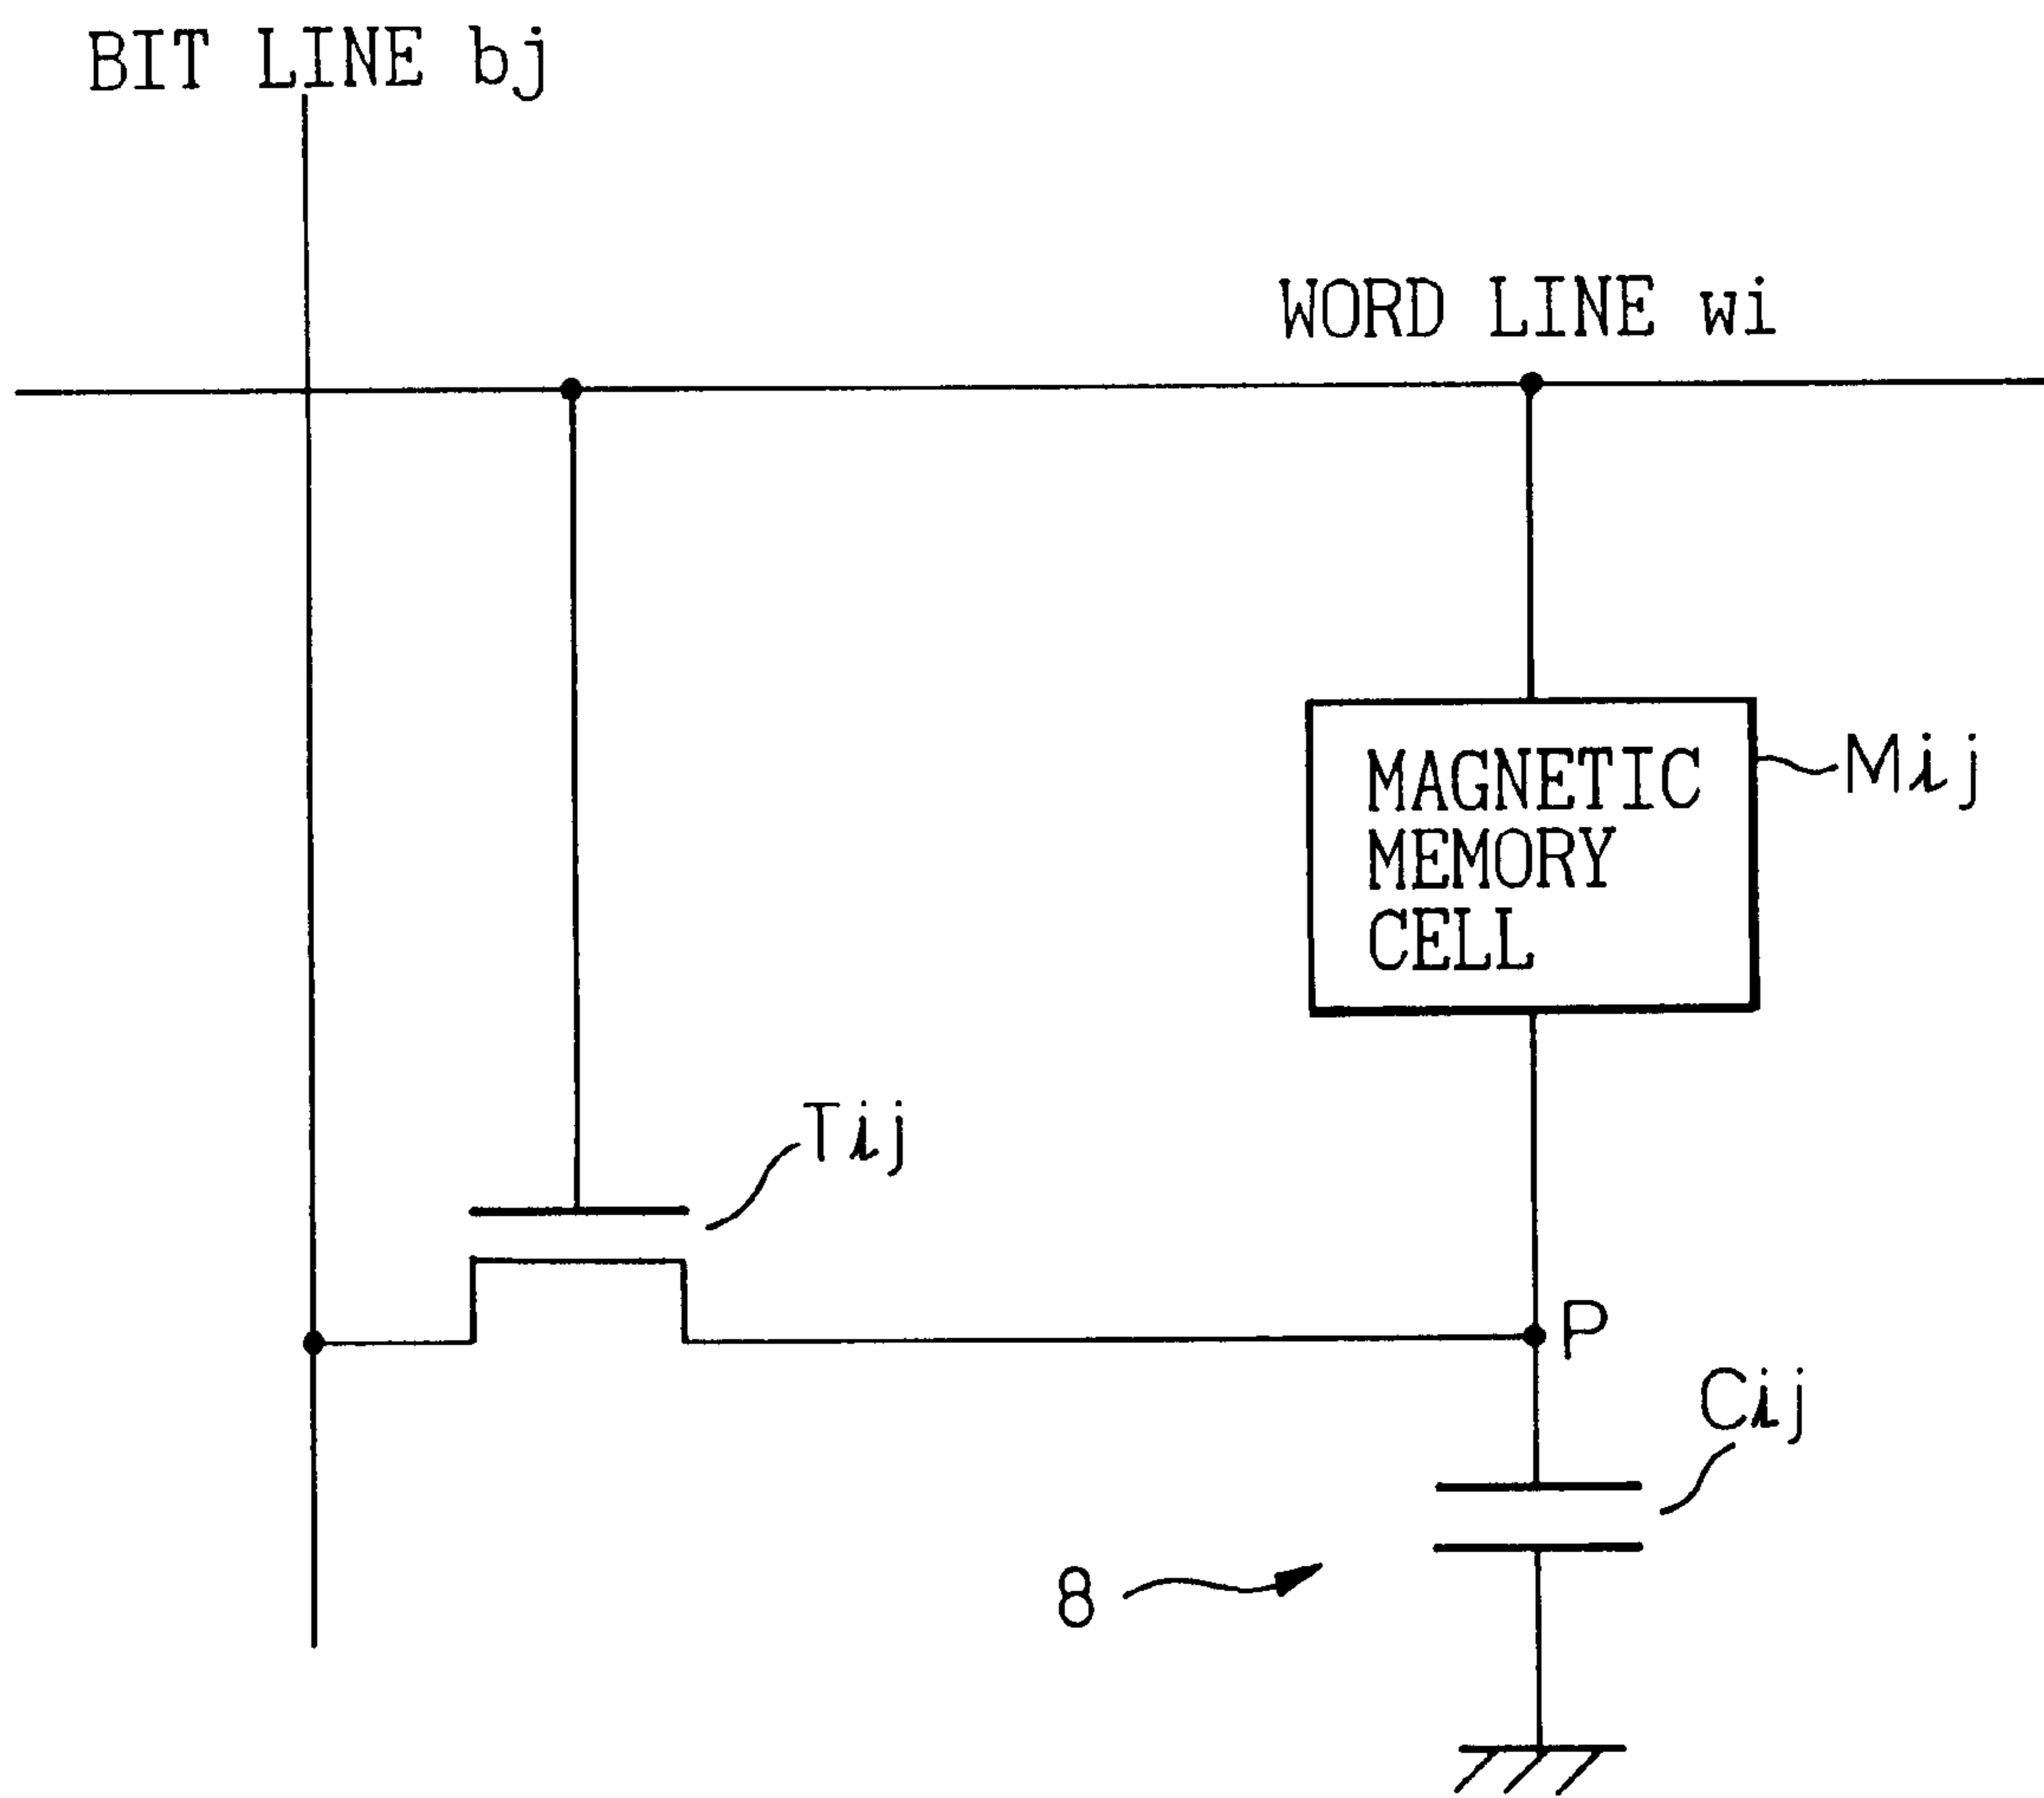 BIT LINE bj
WORD LINE wi
MAGNETIC
MEMORY
CELL
Mij
Tij
P
Cij
8